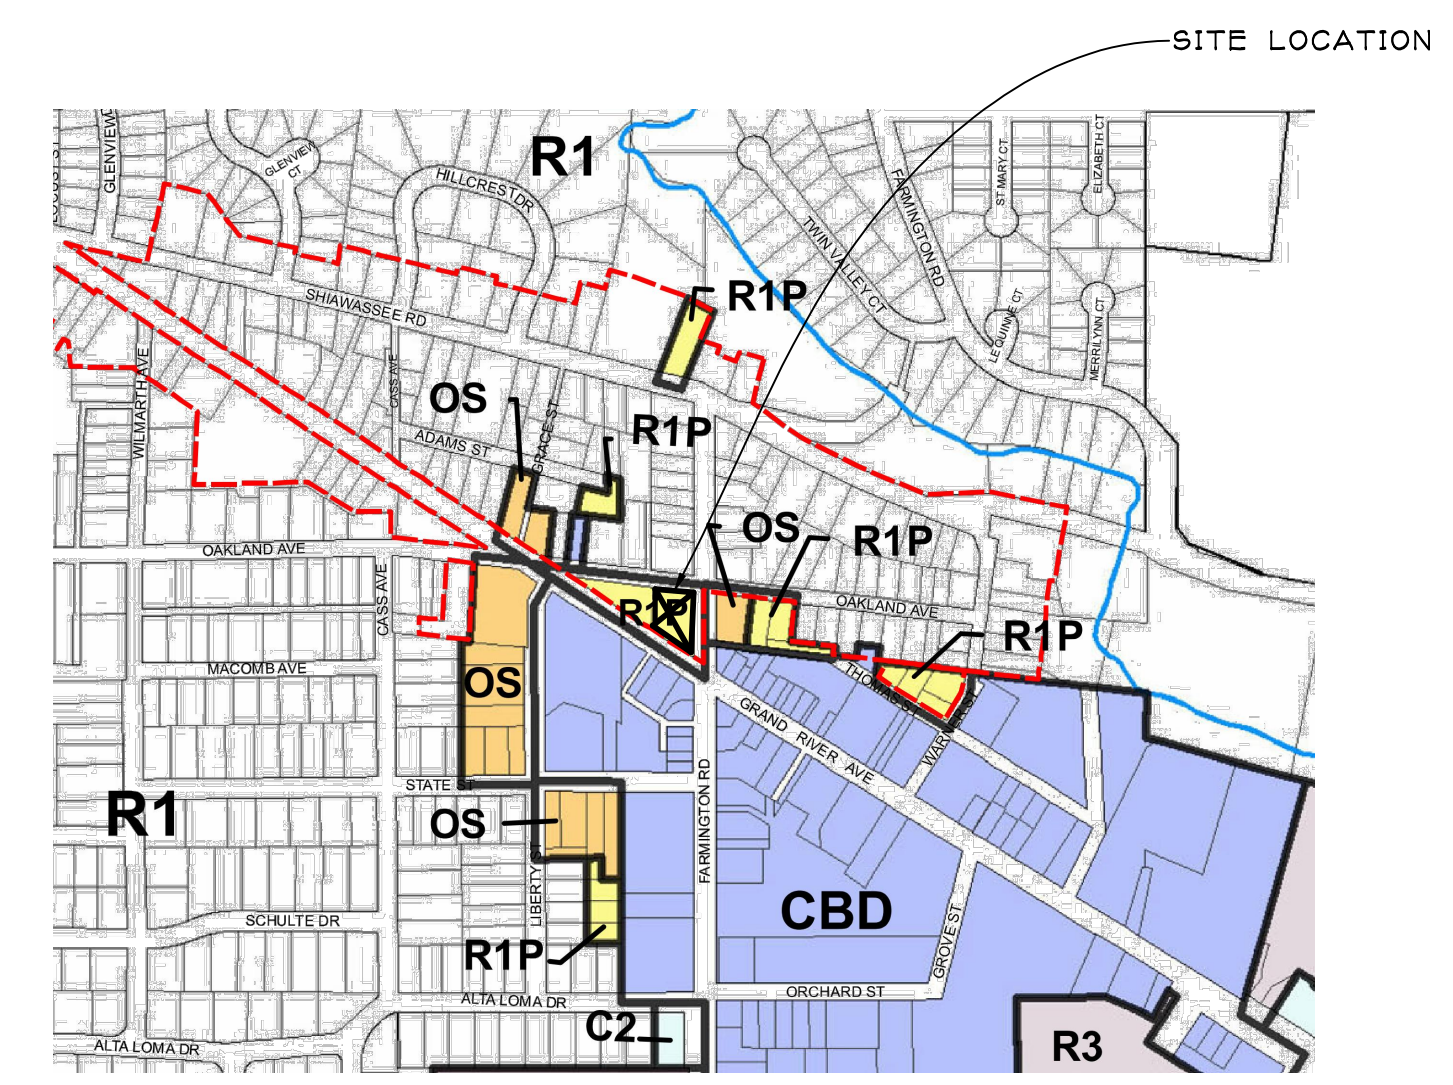 SITE LOCATION
R1
GLENVIEW
GLENVIEW
CT
HILLCREST DR
FARMINGTON RD
ST MARY CT
ELIZABETH CT
TWIN VALLEY CT
SHIAWASSEE RD
R1P
LE QUINNE CT
MERRILYNN CT
WILMARTH AVE
CASS AVE
OS
GRACE ST
R1P
ADAMS ST
OS
R1P
OAKLAND AVE
CASS AVE
R1P
OAKLAND AVE
R1P
MACOMB AVE
OS
THOMAS ST
WARNER ST
GRAND RIVER AVE
STATE ST
R1
OS
FARMINGTON RD
LIBERTY ST
CBD
SCHULTE DR
R1P
GROVE ST
ORCHARD ST
ALTA LOMA DR
C2
ALTA LOMA DR
R3